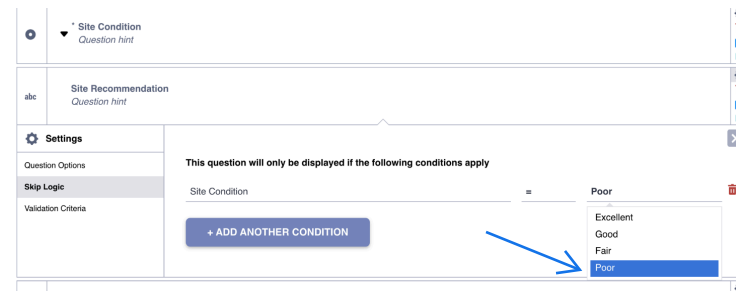 * Site Condition
Question hint
abc
Site Recommendation
Question hint
Settings
Question Options
Skip Logic
Validation Criteria
This question will only be displayed if the following conditions apply
Site Condition = Poor
Excellent
Good
Fair
Poor
+ ADD ANOTHER CONDITION